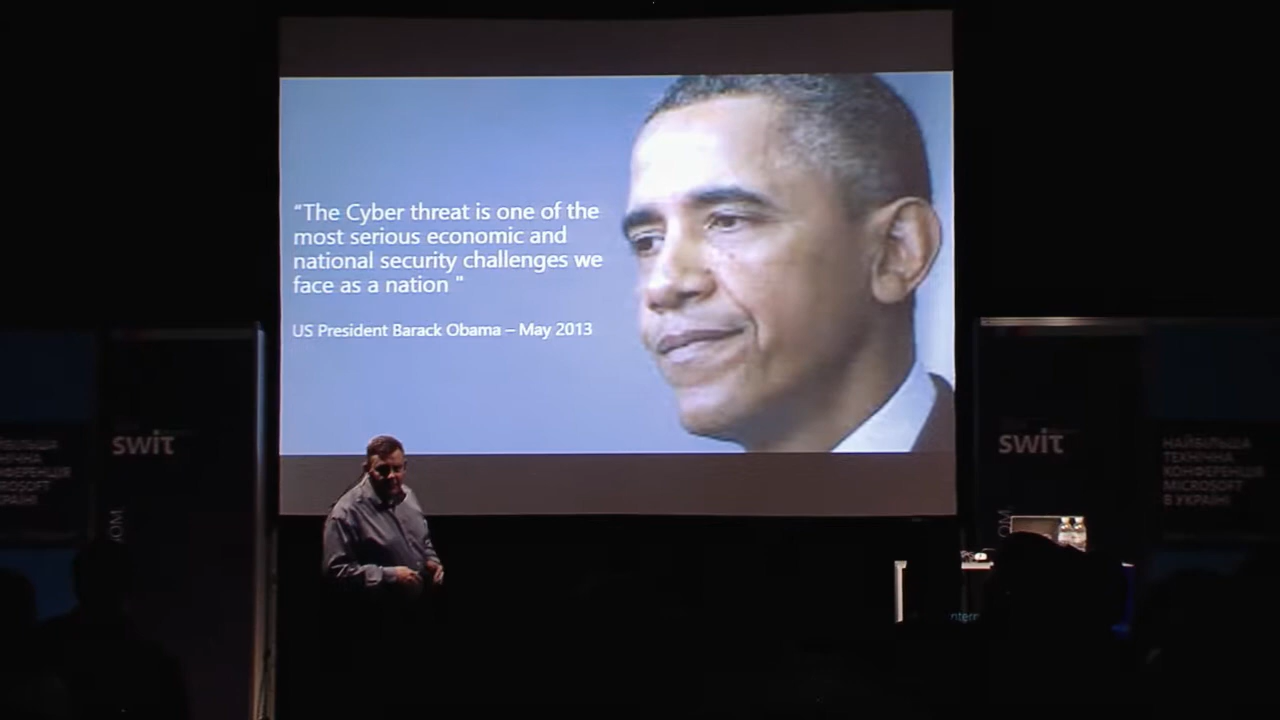 “The Cyber threat is one of the
most serious economic and
national security challenges we
face as a nation ”
US President Barack Obama – May 2013
swit
swit
НАЙБІЛЬША
ТЕХНІЧНА
КОНФЕРЕНЦІЯ
MICROSOFT
В УКРАЇНІ